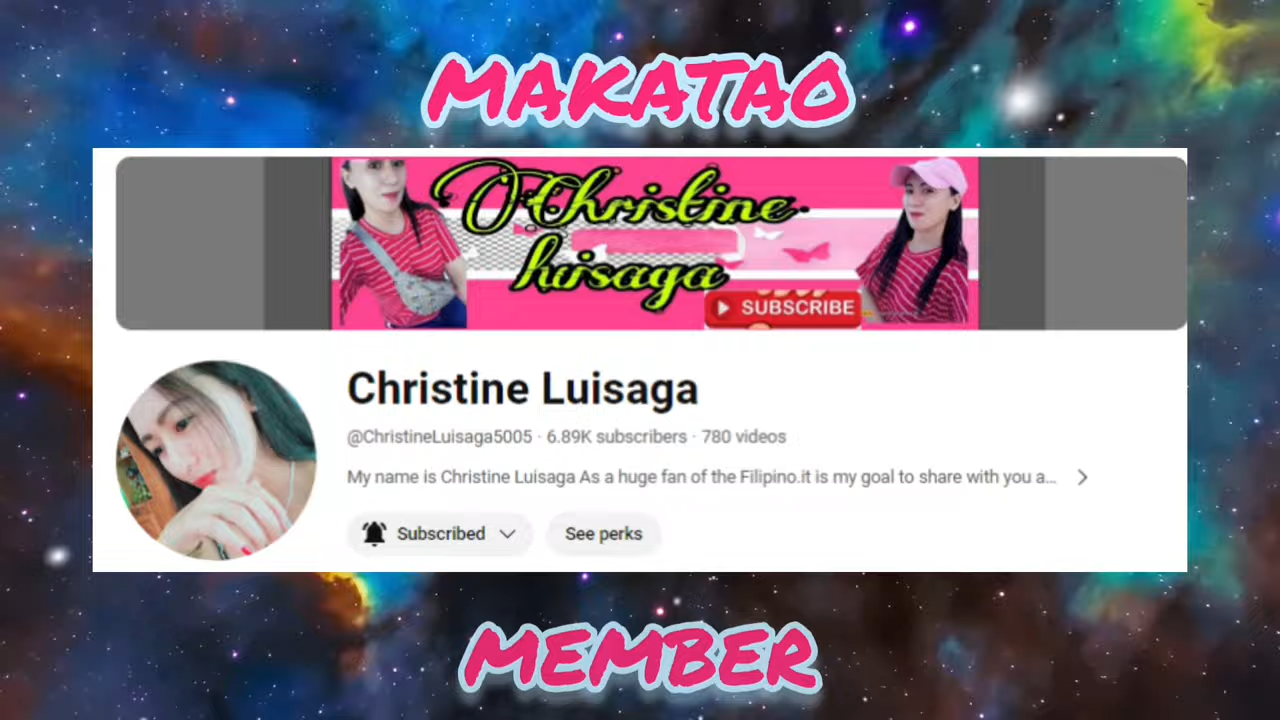 MAKATAO
Christine
luisaga
SUBSCRIBE
Christine Luisaga
@ChristineLuisaga5005 · 6.89K subscribers · 780 videos
My name is Christine Luisaga As a huge fan of the Filipino.it is my goal to share with you a...
Subscribed See perks
MEMBER